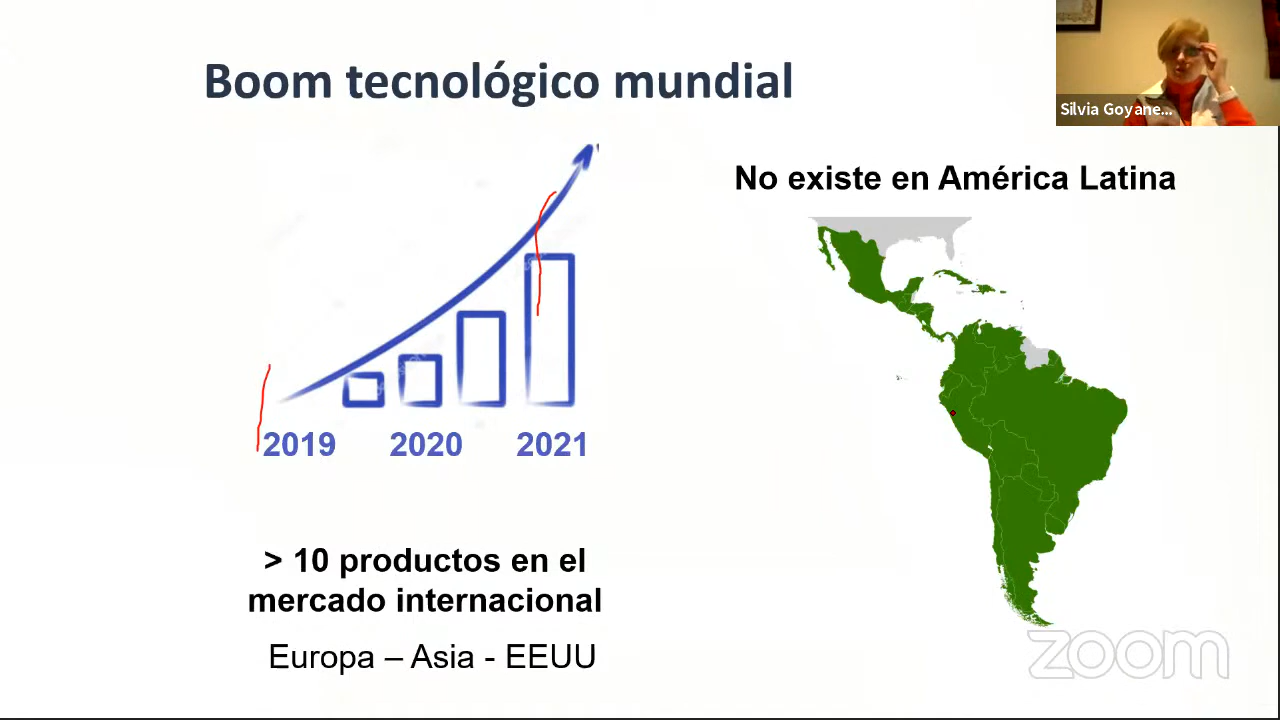 Boom tecnológico mundial
Silvia Goyane...
No existe en América Latina
2019 2020 2021
> 10 productos en el
mercado internacional
Europa – Asia - EEUU
zoom